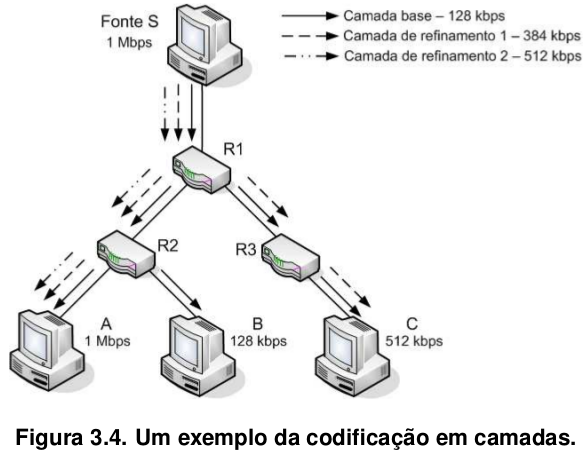 Fonte S
1 Mbps
Camada base – 128 kbps
Camada de refinamento 1 – 384 kbps
Camada de refinamento 2 – 512 kbps
R1
R2
R3
A
1 Mbps
B
128 kbps
C
512 kbps
Figura 3.4. Um exemplo da codificação em camadas.